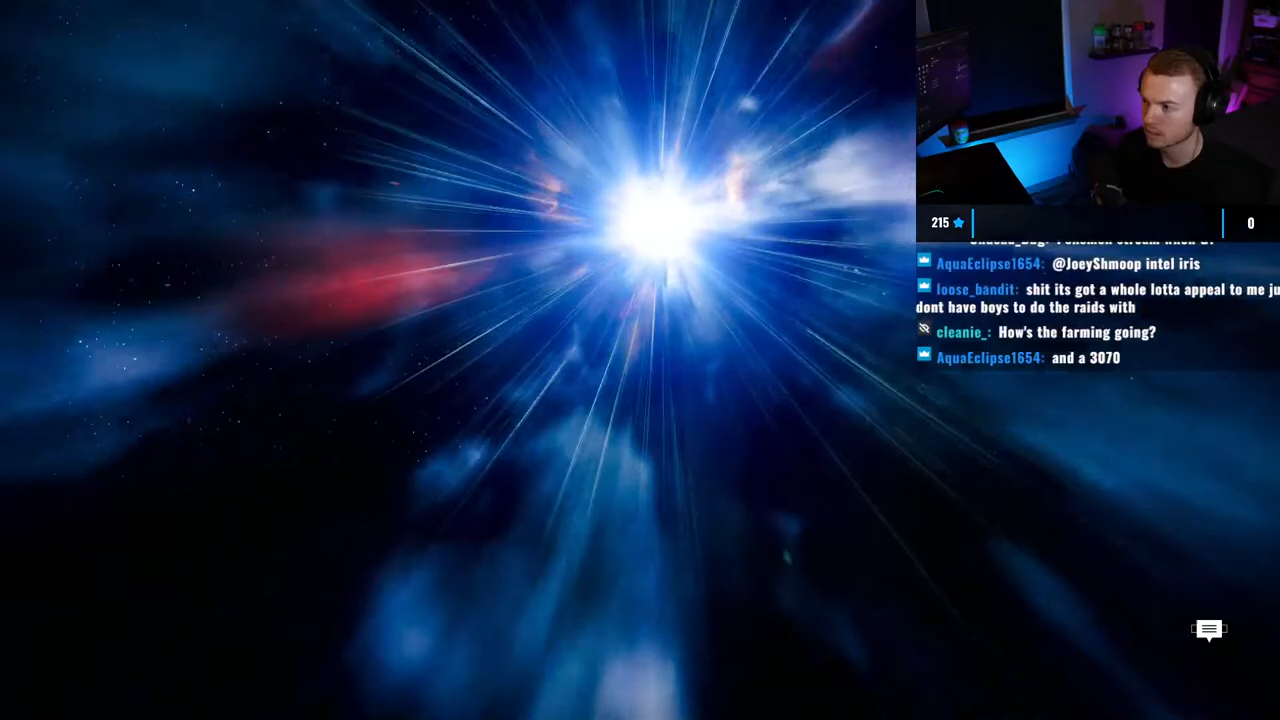 215
0
AquaEclipse1654: @JoeyShmoop intel iris
loose_bandit: shit its got a whole lotta appeal to me
dont have boys to do the raids with
cleanie_: How's the farming going?
AquaEclipse1654: and a 3070